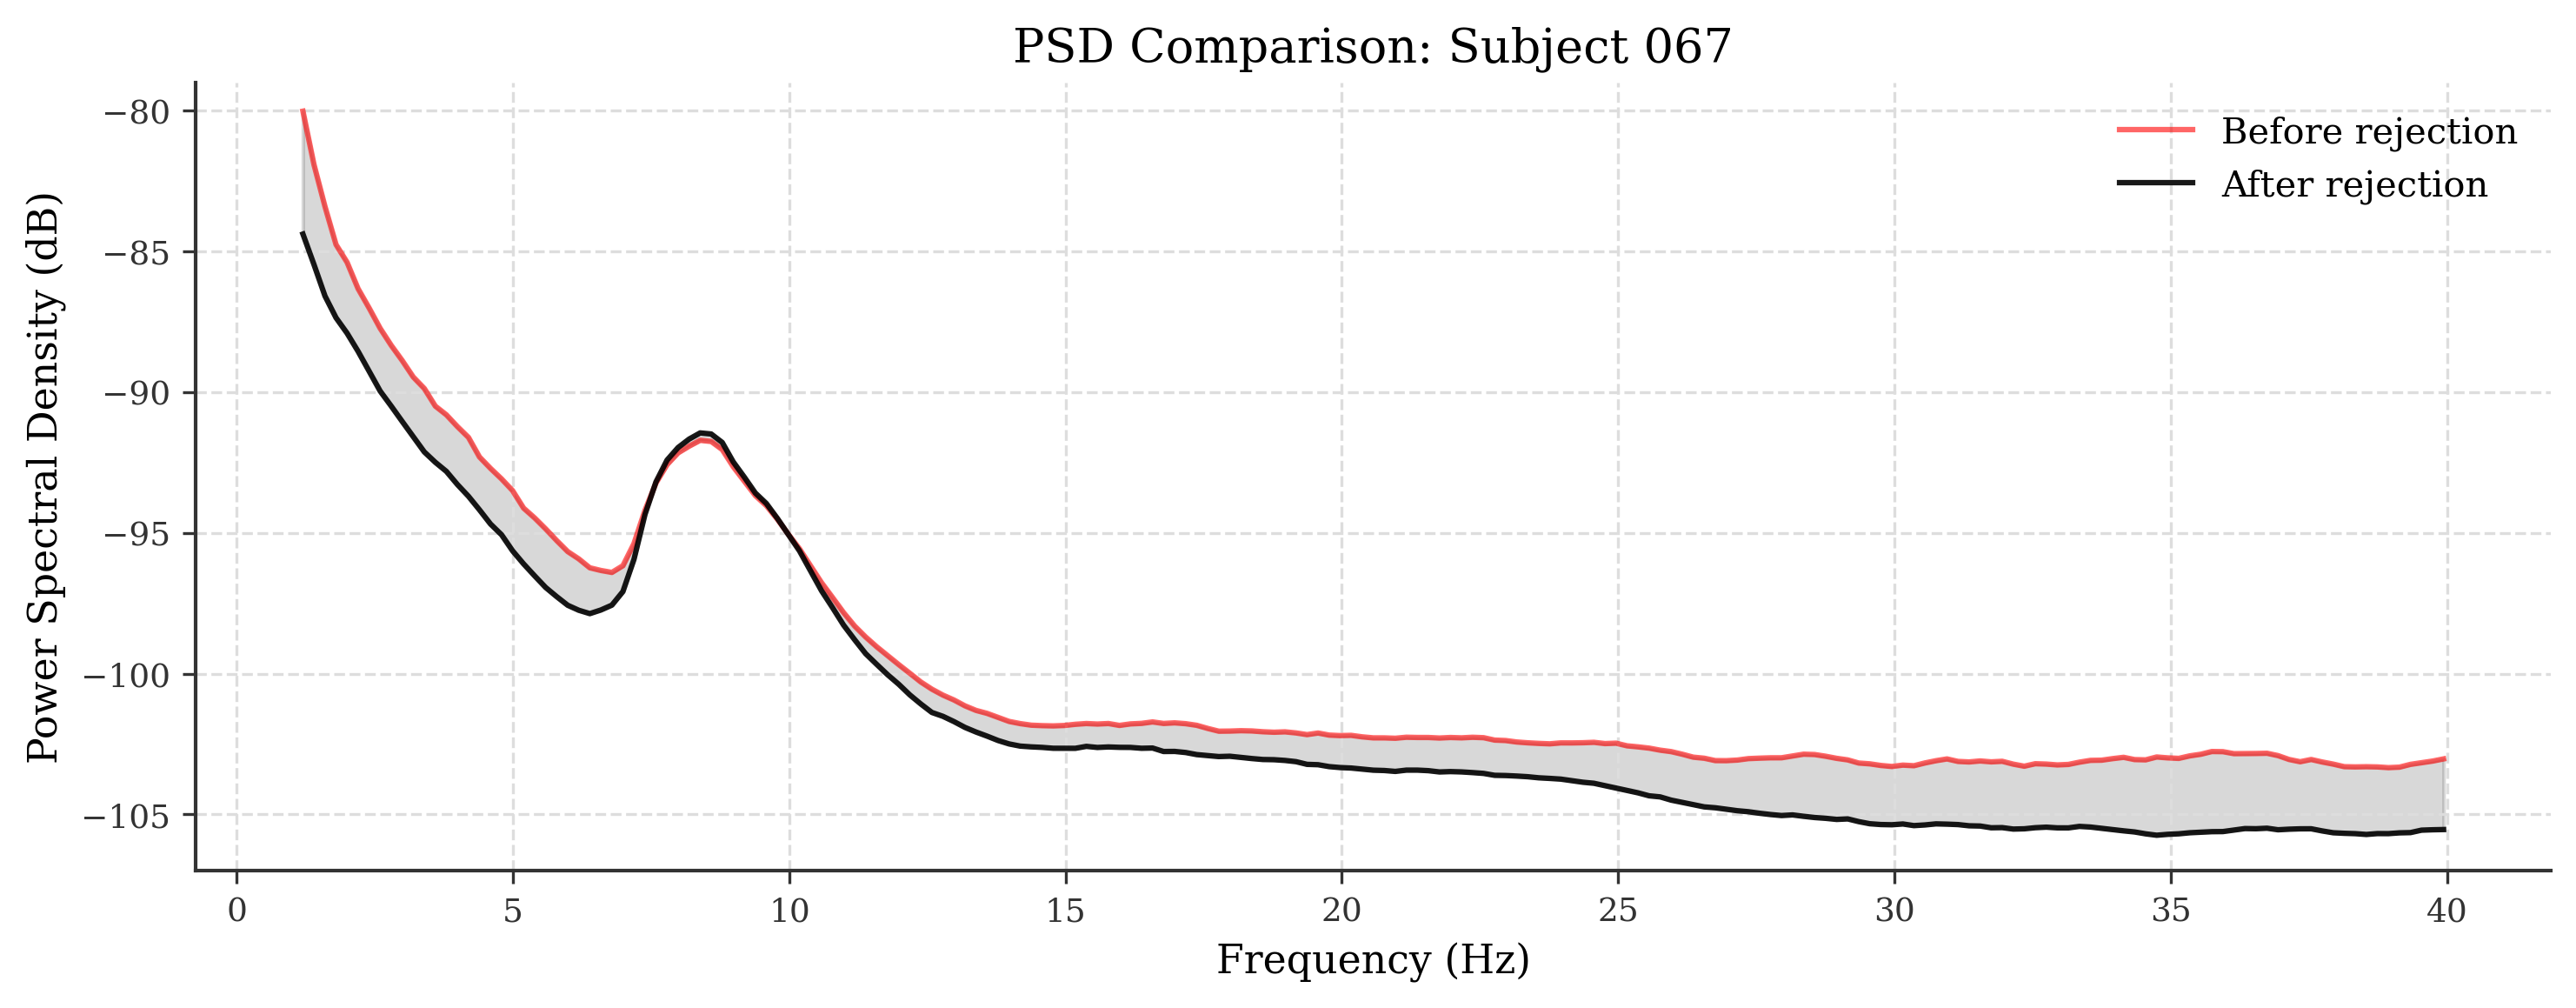 PSD Comparison: Subject 067
Before rejection
After rejection
Power Spectral Density (dB)
−80
−85
−90
−95
−100
−105
0 5 10 15 20 25 30 35 40
Frequency (Hz)